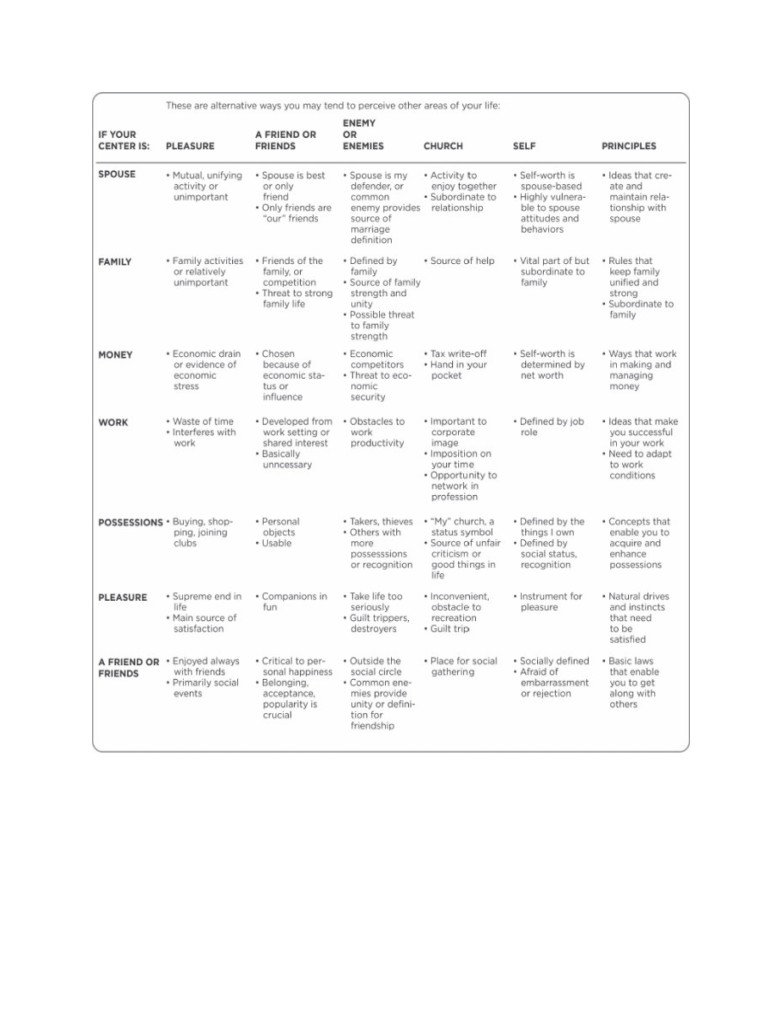 These are alternative ways you may tend to perceive other areas of your life:
IF YOUR CENTER IS: PLEASURE A FRIEND OR FRIENDS ENEMY OR ENEMIES CHURCH SELF PRINCIPLES
SPOUSE
• Mutual, unifying
activity or
unimportant
• Spouse is best
or only
friend
• Only friends are
"our" friends
• Spouse is my
defender, or
common
enemy provides
source of
marriage
definition
• Activity to
enjoy together
• Subordinate to
relationship
• Self-worth is
spouse-based
• Highly vulnera-
ble to spouse
attitudes and
behaviors
• Ideas that cre-
ate and
maintain rela-
tionship with
spouse
FAMILY
• Family activities
or relatively
unimportant
• Friends of the
family, or
competition
• Threat to strong
family life
• Defined by
family
• Source of family
strength and
unity
• Possible threat
to family
strength
• Source of help
• Vital part of but
subordinate to
family
• Rules that
keep family
unified and
strong
• Subordinate to
family
MONEY
• Economic drain
or evidence of
economic
stress
• Chosen
because of
economic sta-
tus or
influence
• Economic
competitors
• Threat to eco-
nomic
security
• Tax write-off
• Hand in your
pocket
• Self-worth is
determined by
net worth
• Ways that work
in making and
managing
money
WORK
• Waste of time
• Interferes with
work
• Developed from
work setting or
shared interest
• Basically
unncessary
• Obstacles to
work
productivity
• Important to
corporate
image
• Imposition on
your time
• Opportunity to
network in
profession
• Defined by job
role
• Ideas that make
you successful
in your work
• Need to adapt
to work
conditions
POSSESSIONS
• Buying, shop-
ping, joining
clubs
• Personal
objects
• Usable
• Takers, thieves
• Others with
more
possesssions
or recognition
• "My" church, a
status symbol
• Source of unfair
criticism or
good things in
life
• Defined by the
things I own
• Defined by
social status,
recognition
• Concepts that
enable you to
acquire and
enhance
possessions
PLEASURE
• Supreme end in
life
• Main source of
satisfaction
• Companions in
fun
• Take life too
seriously
• Guilt trippers,
destroyers
• Inconvenient,
obstacle to
recreation
• Guilt trip
• Instrument for
pleasure
• Natural drives
and instincts
that need
to be
satisfied
A FRIEND OR
FRIENDS
• Enjoyed always
with friends
• Primarily social
events
• Critical to per-
sonal happiness
• Belonging,
acceptance,
popularity is
crucial
• Outside the
social circle
• Common ene-
mies provide
unity or defini-
tion for
friendship
• Place for social
gathering
• Socially defined
• Afraid of
embarrassment
or rejection
• Basic laws
that enable
you to get
along with
others